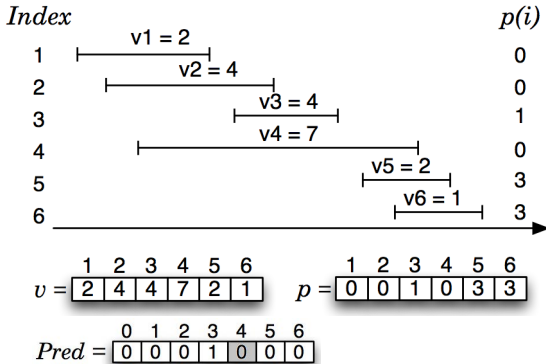 Index p(i)
1 v1 = 2 0
2 v2 = 4 0
3 v3 = 4 1
4 v4 = 7 0
5 v5 = 2 3
6 v6 = 1 3
1 2 3 4 5 6 1 2 3 4 5 6
v = 2 4 4 7 2 1 p = 0 0 1 0 3 3
0 1 2 3 4 5 6
Pred = 0 0 0 1 0 0 0